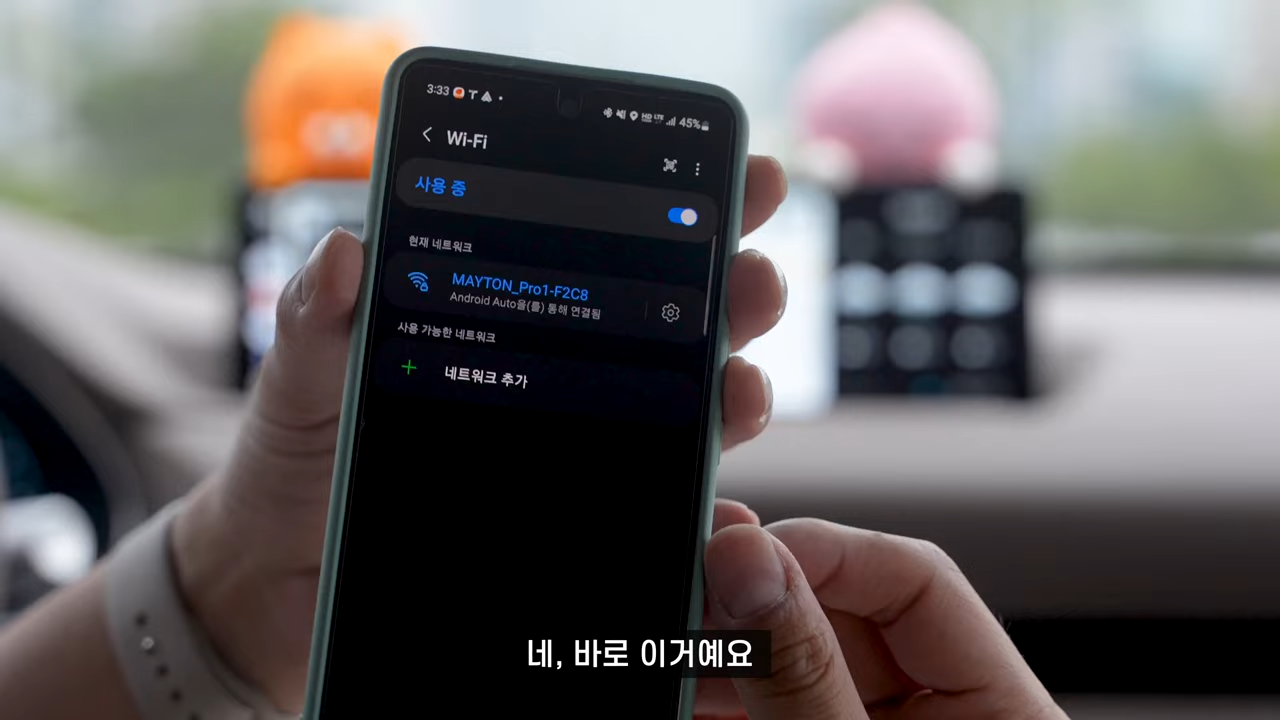 3:33
45%
Wi-Fi
사용 중
현재 네트워크
MAYTON_Pro1-F2C8
Android Auto을(를) 통해 연결됨
사용 가능한 네트워크
네트워크 추가
네, 바로 이거예요